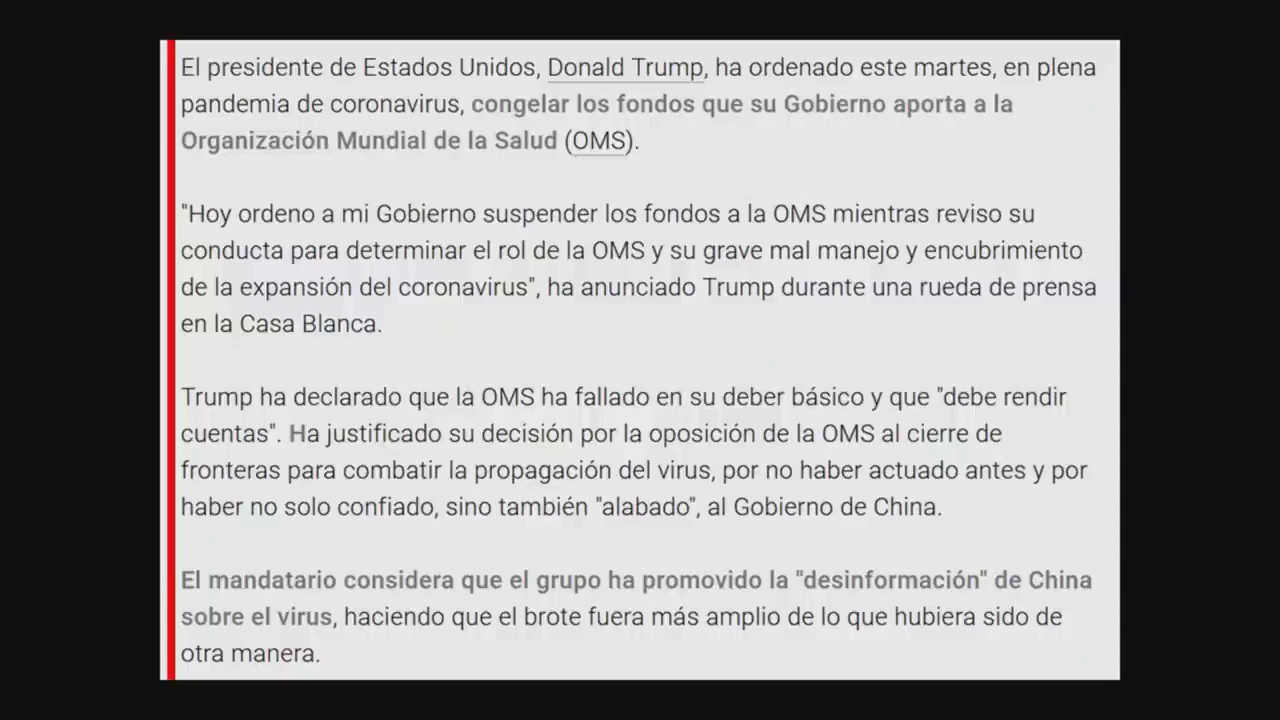 El presidente de Estados Unidos, Donald Trump, ha ordenado este martes, en plena
pandemia de coronavirus, congelar los fondos que su Gobierno aporta a la
Organización Mundial de la Salud (OMS).
"Hoy ordeno a mi Gobierno suspender los fondos a la OMS mientras reviso su
conducta para determinar el rol de la OMS y su grave mal manejo y encubrimiento
de la expansión del coronavirus", ha anunciado Trump durante una rueda de prensa
en la Casa Blanca.
Trump ha declarado que la OMS ha fallado en su deber básico y que "debe rendir
cuentas". Ha justificado su decisión por la oposición de la OMS al cierre de
fronteras para combatir la propagación del virus, por no haber actuado antes y por
haber no solo confiado, sino también "alabado", al Gobierno de China.
El mandatario considera que el grupo ha promovido la "desinformación" de China
sobre el virus, haciendo que el brote fuera más amplio de lo que hubiera sido de
otra manera.